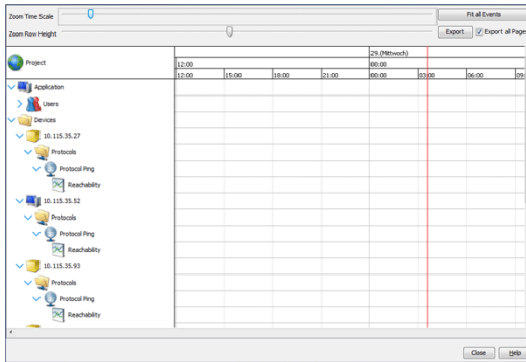 Zoom Time Scale
Fit all Events
Zoom Row Height
Export
Export all Page
29.(Mittwoch)
Project
12:00
00:00
12:00 15:00 18:00 21:00 00:00 03:00 06:00 09:
Application
Users
Devices
10.115.35.27
Protocols
Protocol Ping
Reachability
10.115.35.52
Protocols
Protocol Ping
Reachability
10.115.35.93
Protocols
Protocol Ping
Reachability
Close Help